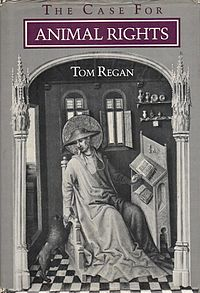 THE CASE FOR
ANIMAL RIGHTS
TOM REGAN